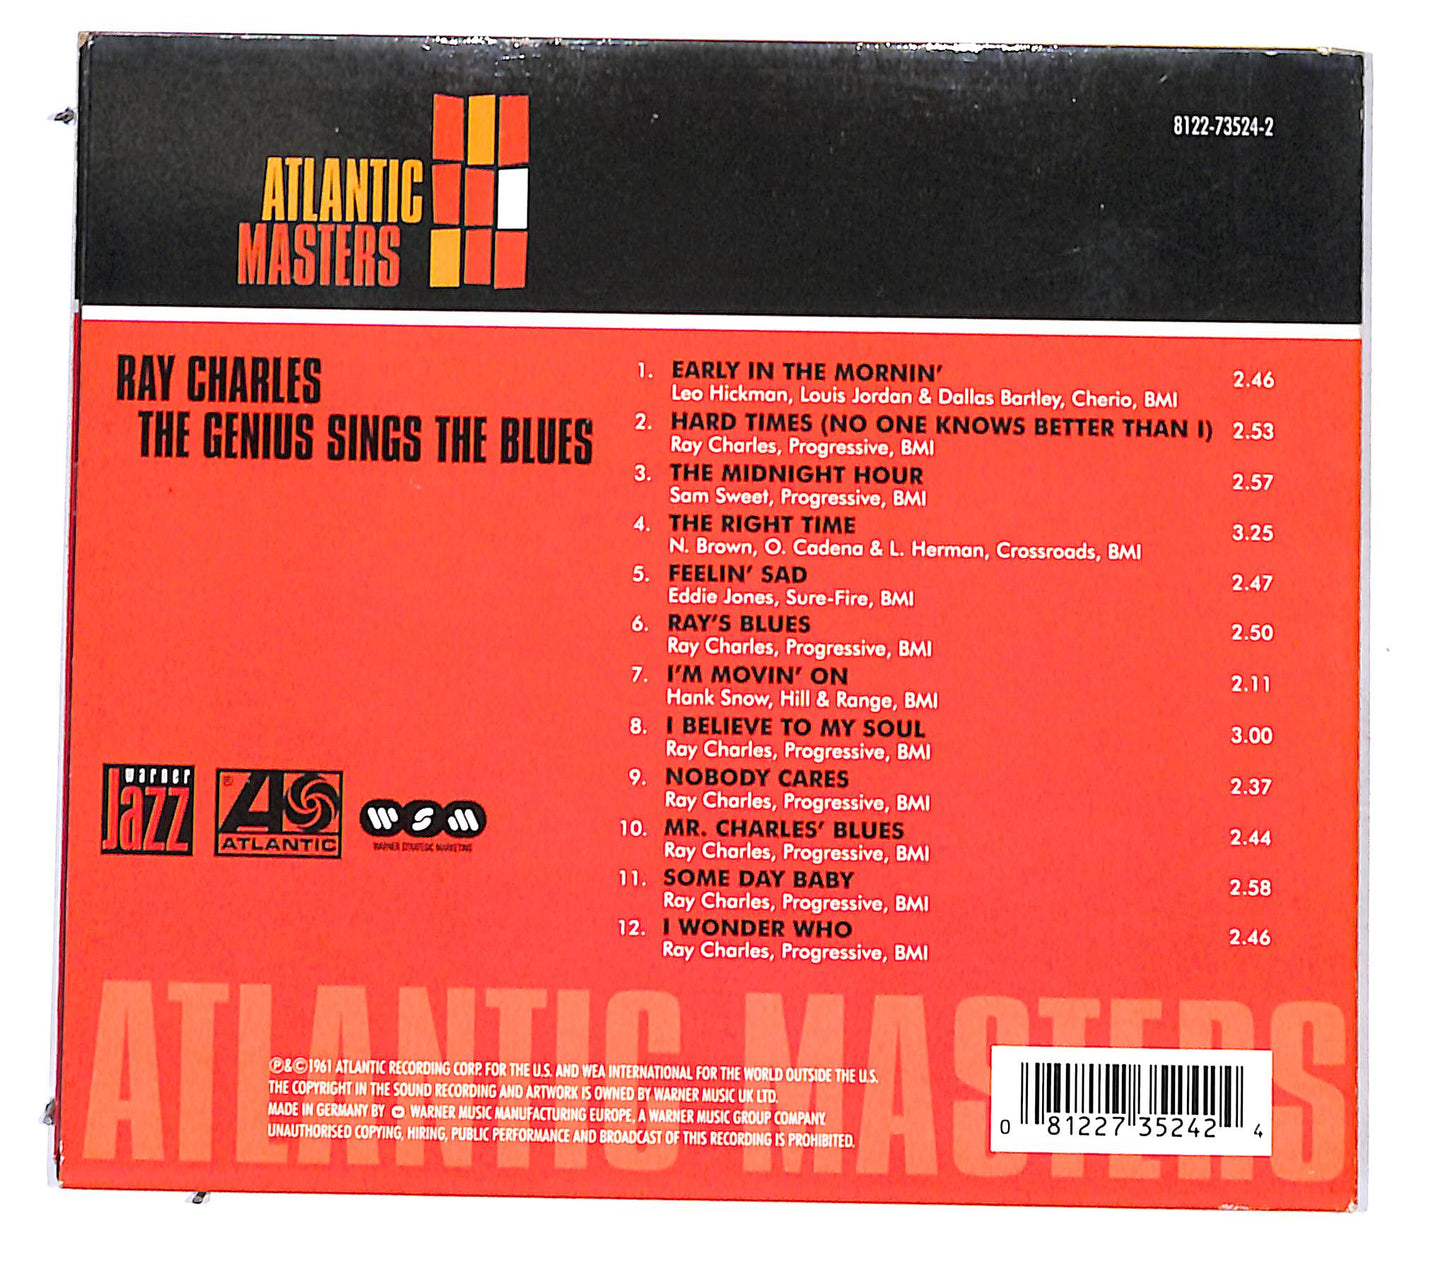 ATLANTIC
MASTERS
8122-73524-2
RAY CHARLES
THE GENIUS SINGS THE BLUES
1. EARLY IN THE MORNIN' 2.46
Leo Hickman, Louis Jordan & Dallas Bartley, Cherio, BMI
2. HARD TIMES (NO ONE KNOWS BETTER THAN I) 2.53
Ray Charles, Progressive, BMI
3. THE MIDNIGHT HOUR 2.57
Sam Sweet, Progressive, BMI
4. THE RIGHT TIME 3.25
N. Brown, O. Cadena & L. Herman, Crossroads, BMI
5. FEELIN' SAD 2.47
Eddie Jones, Sure-Fire, BMI
6. RAY'S BLUES 2.50
Ray Charles, Progressive, BMI
7. I'M MOVIN' ON 2.11
Hank Snow, Hill & Range, BMI
8. I BELIEVE TO MY SOUL 3.00
Ray Charles, Progressive, BMI
9. NOBODY CARES 2.37
Ray Charles, Progressive, BMI
10. MR. CHARLES' BLUES 2.44
Ray Charles, Progressive, BMI
11. SOME DAY BABY 2.58
Ray Charles, Progressive, BMI
12. I WONDER WHO 2.46
Ray Charles, Progressive, BMI
warner
Jazz
®
A
ATLANTIC
WSM
WARNER STRATEGIC MARKETING
ATLANTIC MASTERS
℗&©1961 ATLANTIC RECORDING CORP. FOR THE U.S. AND WEA INTERNATIONAL FOR THE WORLD OUTSIDE THE U.S.
THE COPYRIGHT IN THE SOUND RECORDING AND ARTWORK IS OWNED BY WARNER MUSIC UK LTD.
MADE IN GERMANY BY WARNER MUSIC MANUFACTURING EUROPE, A WARNER MUSIC GROUP COMPANY.
UNAUTHORISED COPYING, HIRING, PUBLIC PERFORMANCE AND BROADCAST OF THIS RECORDING IS PROHIBITED.
0 81227 35242 4